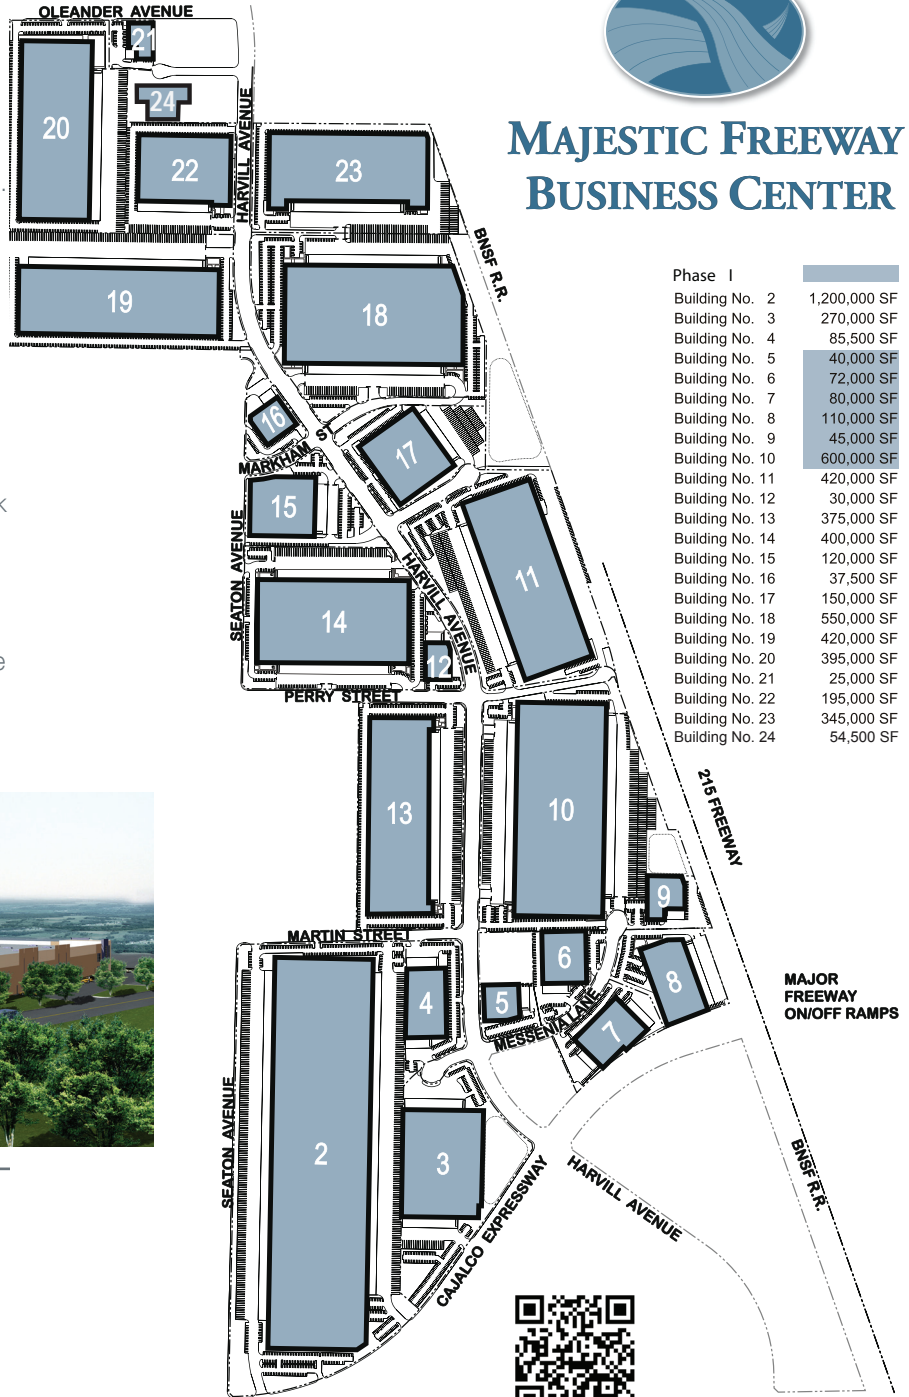 OLEANDER AVENUE
21
20
24
HARVILL AVENUE
22
23
MAJESTIC FREEWAY
BUSINESS CENTER
BNSF R.R.
19
18
Phase I
Building No. 2 1,200,000 SF
Building No. 3 270,000 SF
Building No. 4 85,500 SF
Building No. 5 40,000 SF
Building No. 6 72,000 SF
Building No. 7 80,000 SF
Building No. 8 110,000 SF
Building No. 9 45,000 SF
Building No. 10 600,000 SF
Building No. 11 420,000 SF
Building No. 12 30,000 SF
Building No. 13 375,000 SF
Building No. 14 400,000 SF
Building No. 15 120,000 SF
Building No. 16 37,500 SF
Building No. 17 150,000 SF
Building No. 18 550,000 SF
Building No. 19 420,000 SF
Building No. 20 395,000 SF
Building No. 21 25,000 SF
Building No. 22 195,000 SF
Building No. 23 345,000 SF
Building No. 24 54,500 SF
16
MARKHAM ST
17
15
k
SEATON AVENUE
HARVILL AVENUE
11
14
12
e
PERRY STREET
13
10
215 FREEWAY
9
MARTIN STREET
6
8
4
5
MESSENIA LANE
7
MAJOR
FREEWAY
ON/OFF RAMPS
SEATON AVENUE
2
3
CAJALCO EXPRESSWAY
HARVILL AVENUE
BNSF R.R.